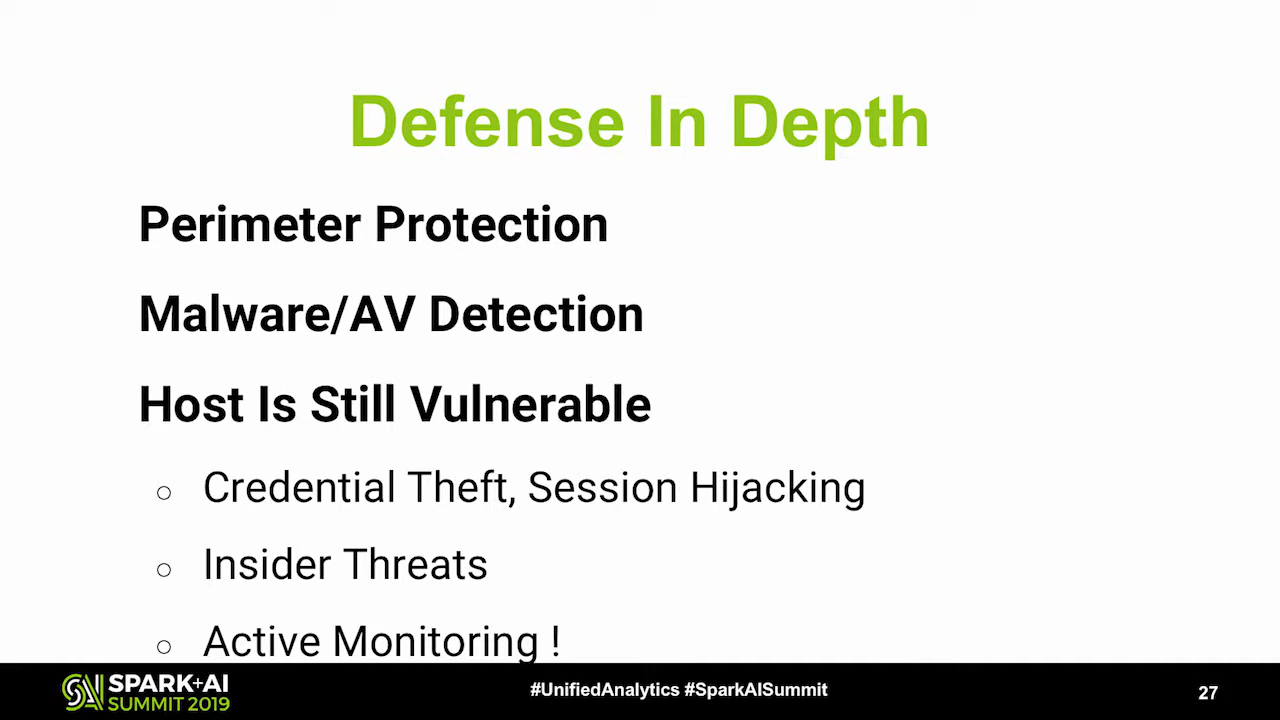 Defense In Depth
Perimeter Protection
Malware/AV Detection
Host Is Still Vulnerable
○ Credential Theft, Session Hijacking
○ Insider Threats
○ Active Monitoring !
SPARK+AI
SUMMIT 2019
#UnifiedAnalytics #SparkAISummit
27